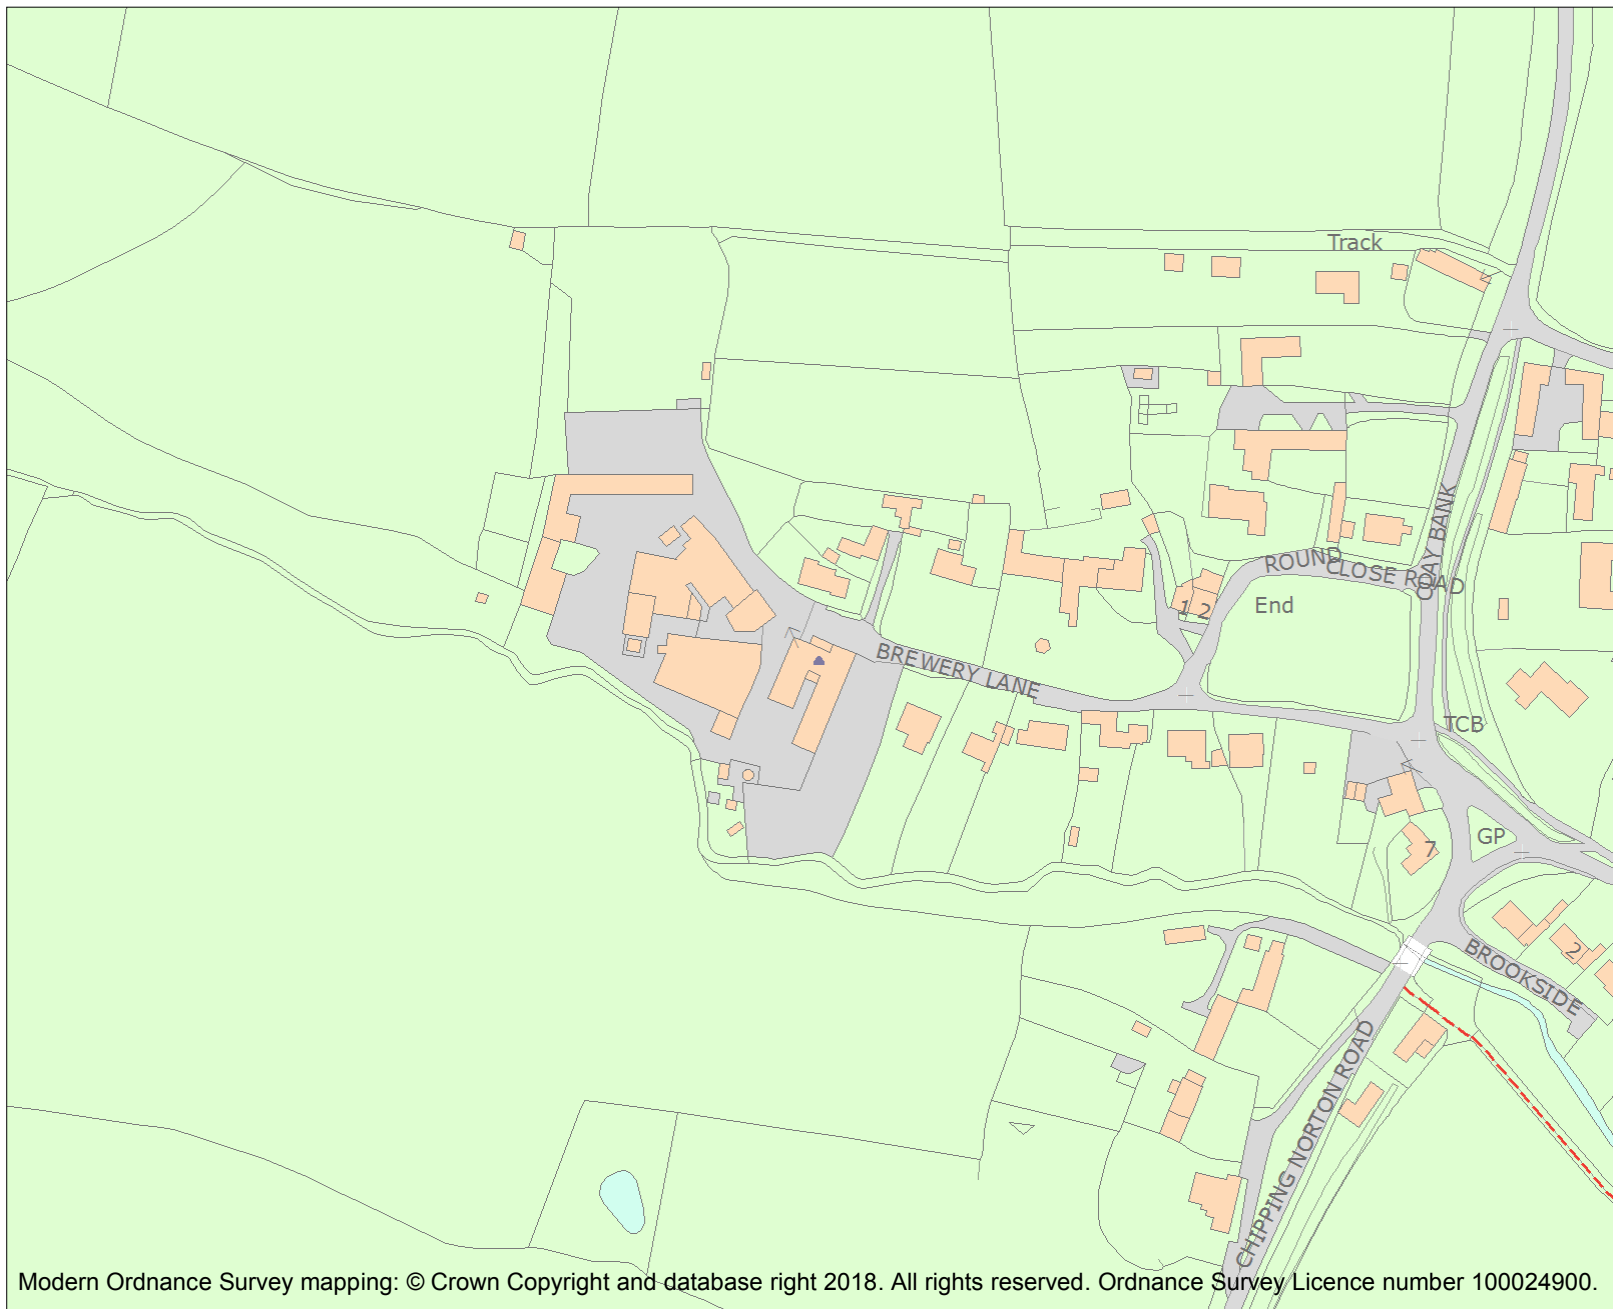 Track
QUAY BANK
ROUND CLOSE ROAD
1
2
End
BREWERY LANE
TCB
GP
7
2
BROOKSIDE
CHIPPING NORTON ROAD
Modern Ordnance Survey mapping: © Crown Copyright and database right 2018. All rights reserved. Ordnance Survey Licence number 100024900.